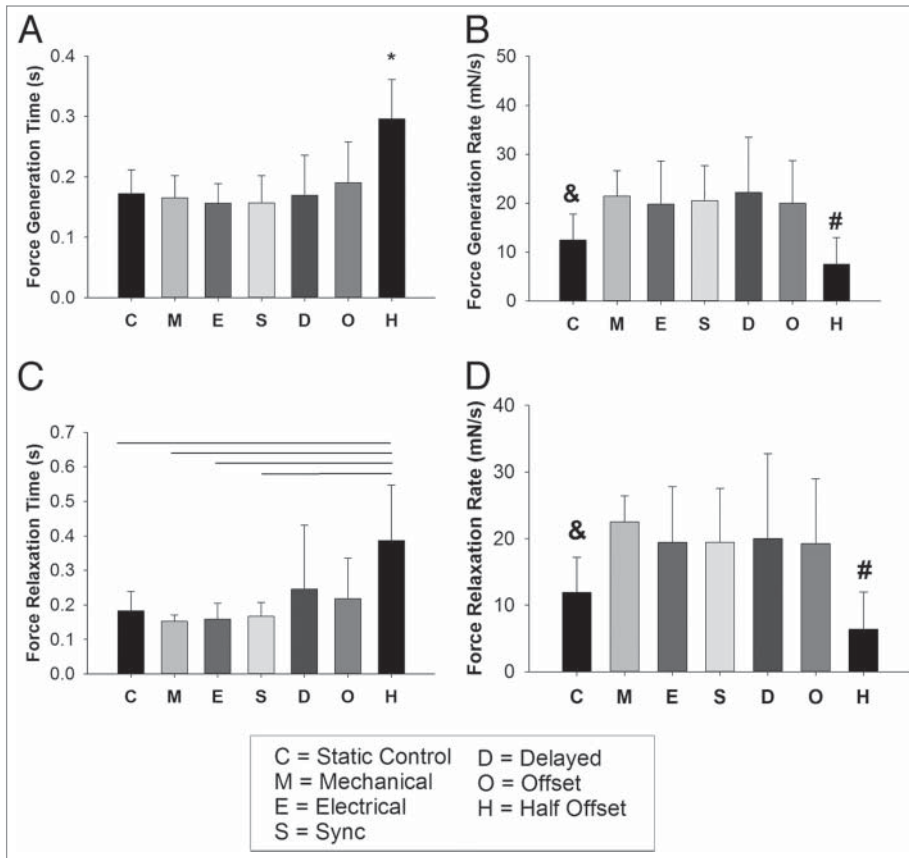 A
Force Generation Time (s)
0.4
0.3
0.2
0.1
0.0
*
C M E S D O H
B
Force Generation Rate (mN/s)
50
40
30
20
10
0
&
#
C M E S D O H
C
Force Relaxation Time (s)
0.7
0.6
0.5
0.4
0.3
0.2
0.1
0.0
C M E S D O H
D
Force Relaxation Rate (mN/s)
40
30
20
10
0
&
#
C M E S D O H
C = Static Control
M = Mechanical
E = Electrical
S = Sync
D = Delayed
O = Offset
H = Half Offset